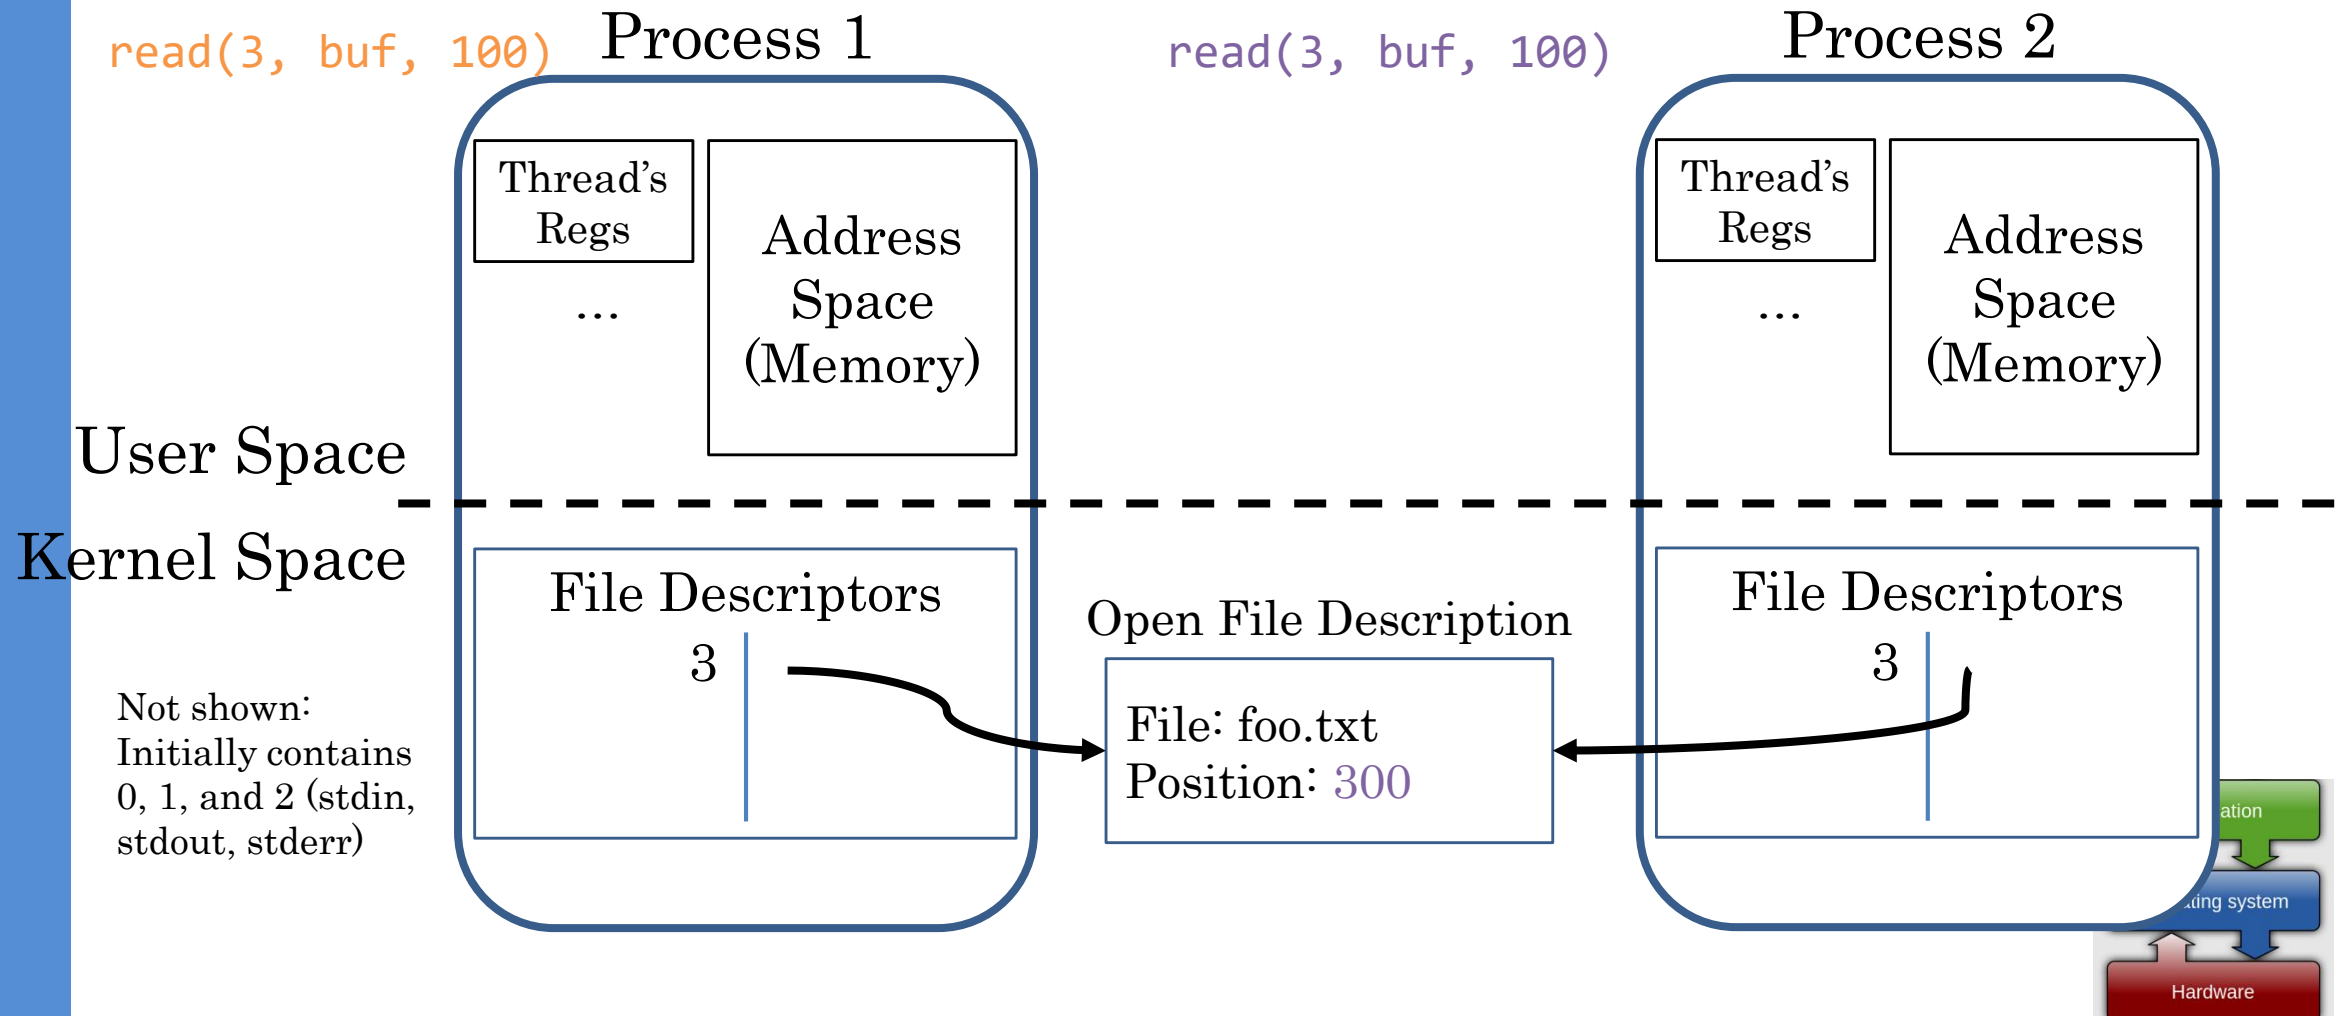 read(3, buf, 100)
Process 1
read(3, buf, 100)
Process 2
Thread's
Regs
...
Address
Space
(Memory)
Thread's
Regs
...
Address
Space
(Memory)
User Space
Kernel Space
File Descriptors
3
Open File Description
File: foo.txt
Position: 300
File Descriptors
3
Not shown:
Initially contains
0, 1, and 2 (stdin,
stdout, stderr)
ation
ting system
Hardware